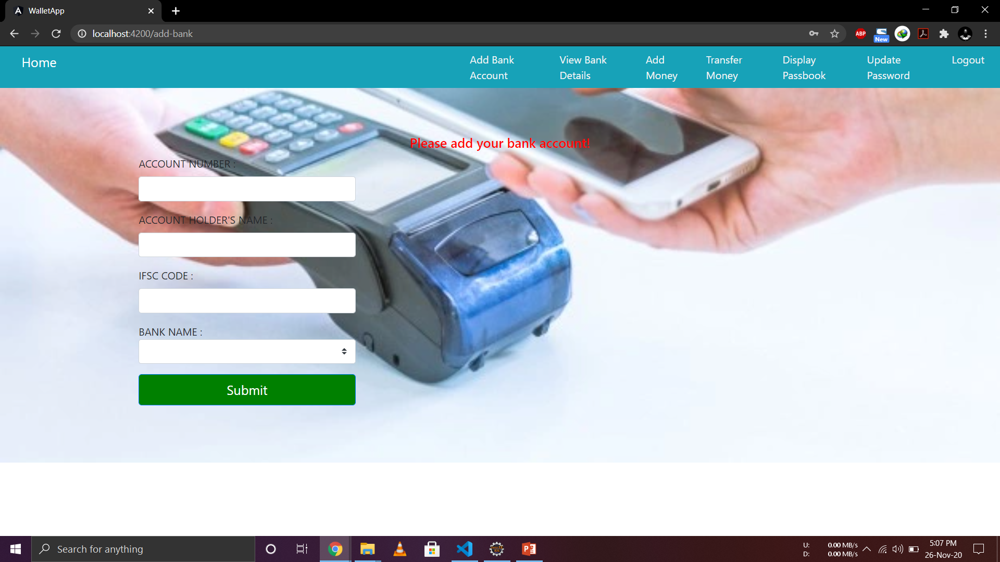 WalletApp
localhost:4200/add-bank
ABP
New
Home
Add Bank
Account
View Bank
Details
Add
Money
Transfer
Money
Display
Passbook
Update
Password
Logout
Please add your bank account!
ACCOUNT NUMBER :
ACCOUNT HOLDER'S NAME :
IFSC CODE :
BANK NAME :
Submit
Search for anything
U: 0.00 MB/s
D: 0.00 MB/s
5:07 PM
26-Nov-20